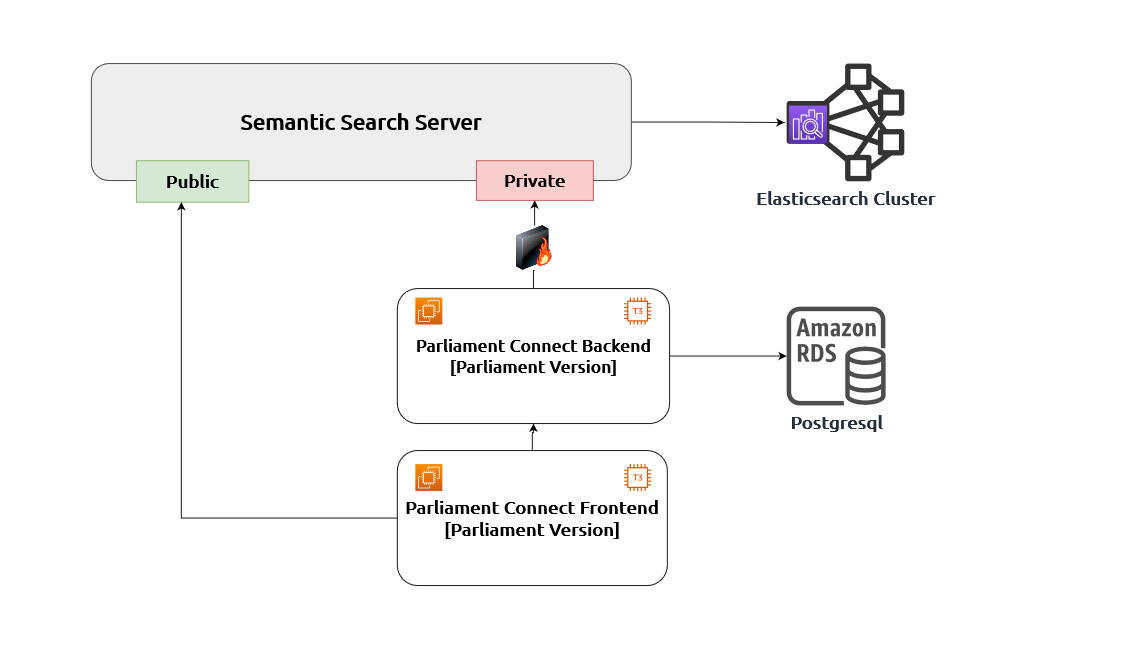 Semantic Search Server
Public
Private
Elasticsearch Cluster
T3
Parliament Connect Backend
[Parliament Version]
Amazon
RDS
Postgresql
T3
Parliament Connect Frontend
[Parliament Version]